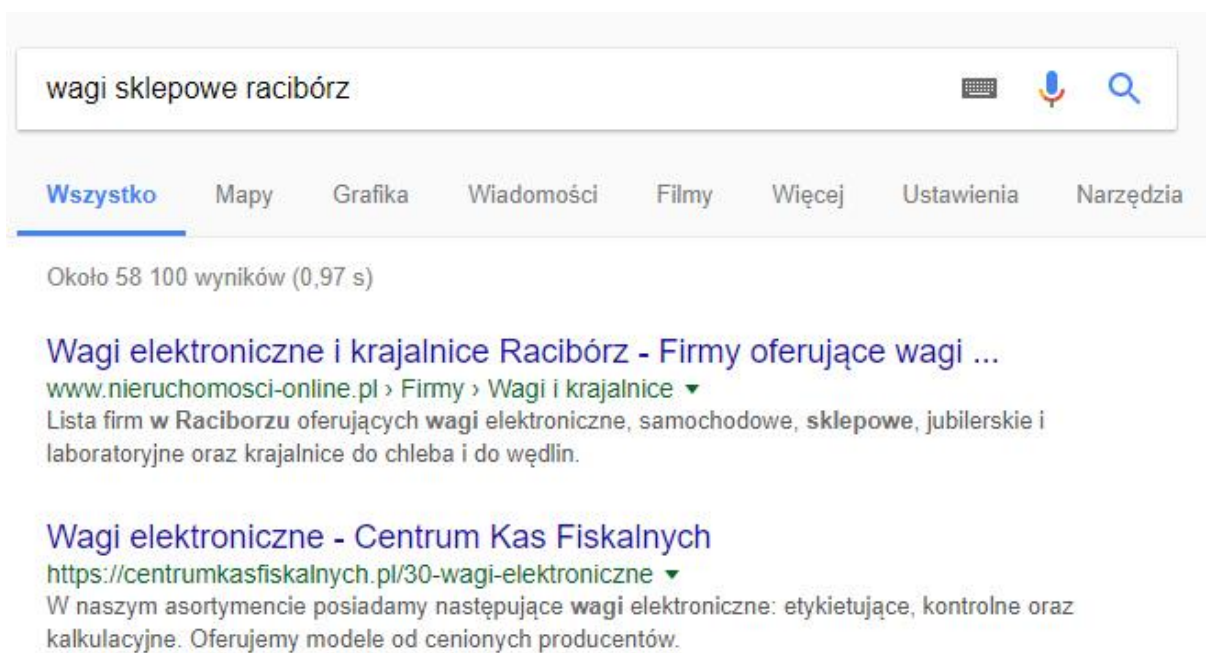 wagi sklepowe racibórz
Wszystko Mapy Grafika Wiadomości Filmy Więcej Ustawienia Narzędzia
Około 58 100 wyników (0,97 s)
Wagi elektroniczne i krajalnice Racibórz - Firmy oferujące wagi ...
www.nieruchomosci-online.pl › Firmy › Wagi i krajalnice
Lista firm w Raciborzu oferujących wagi elektroniczne, samochodowe, sklepowe, jubilerskie i
laboratoryjne oraz krajalnice do chleba i do wędlin.
Wagi elektroniczne - Centrum Kas Fiskalnych
https://centrumkasfiskalnych.pl/30-wagi-elektroniczne
W naszym asortymencie posiadamy następujące wagi elektroniczne: etykietujące, kontrolne oraz
kalkulacyjne. Oferujemy modele od cenionych producentów.